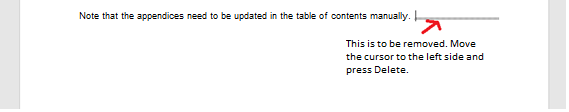 Note that the appendices need to be updated in the table of contents manually.
This is to be removed. Move
the cursor to the left side and
press Delete.